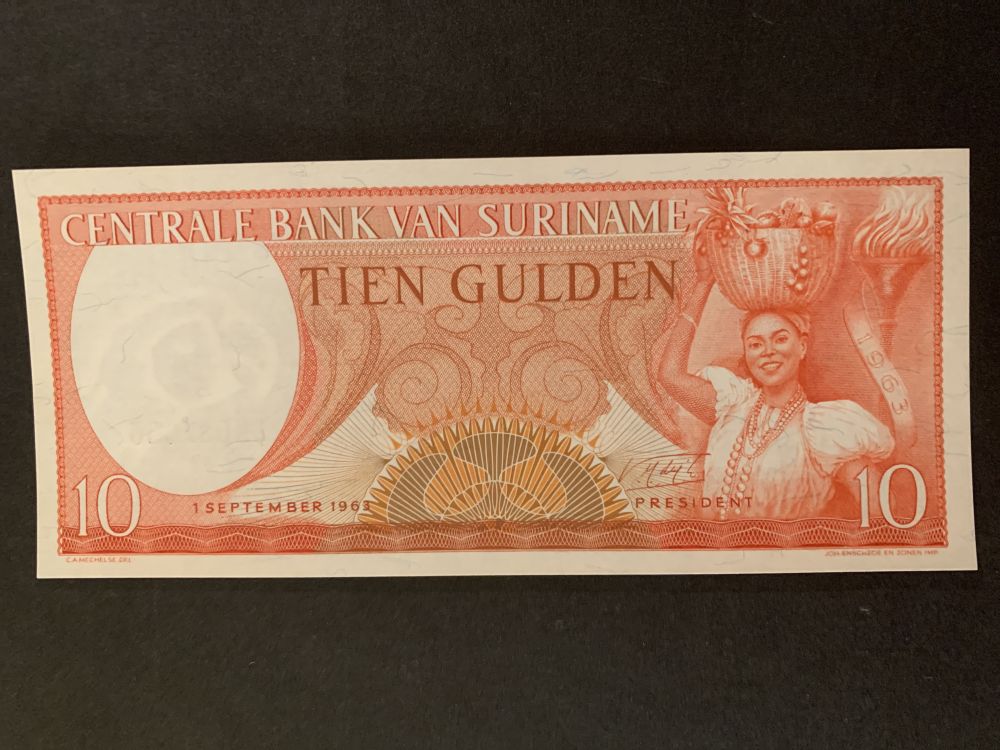 CENTRALE BANK VAN SURINAME
TIEN GULDEN
1963
10
1 SEPTEMBER 1963
PRESIDENT
10
C.A.MECHELSE DEL.
JOH. ENSCHEDÉ EN ZONEN IMP.